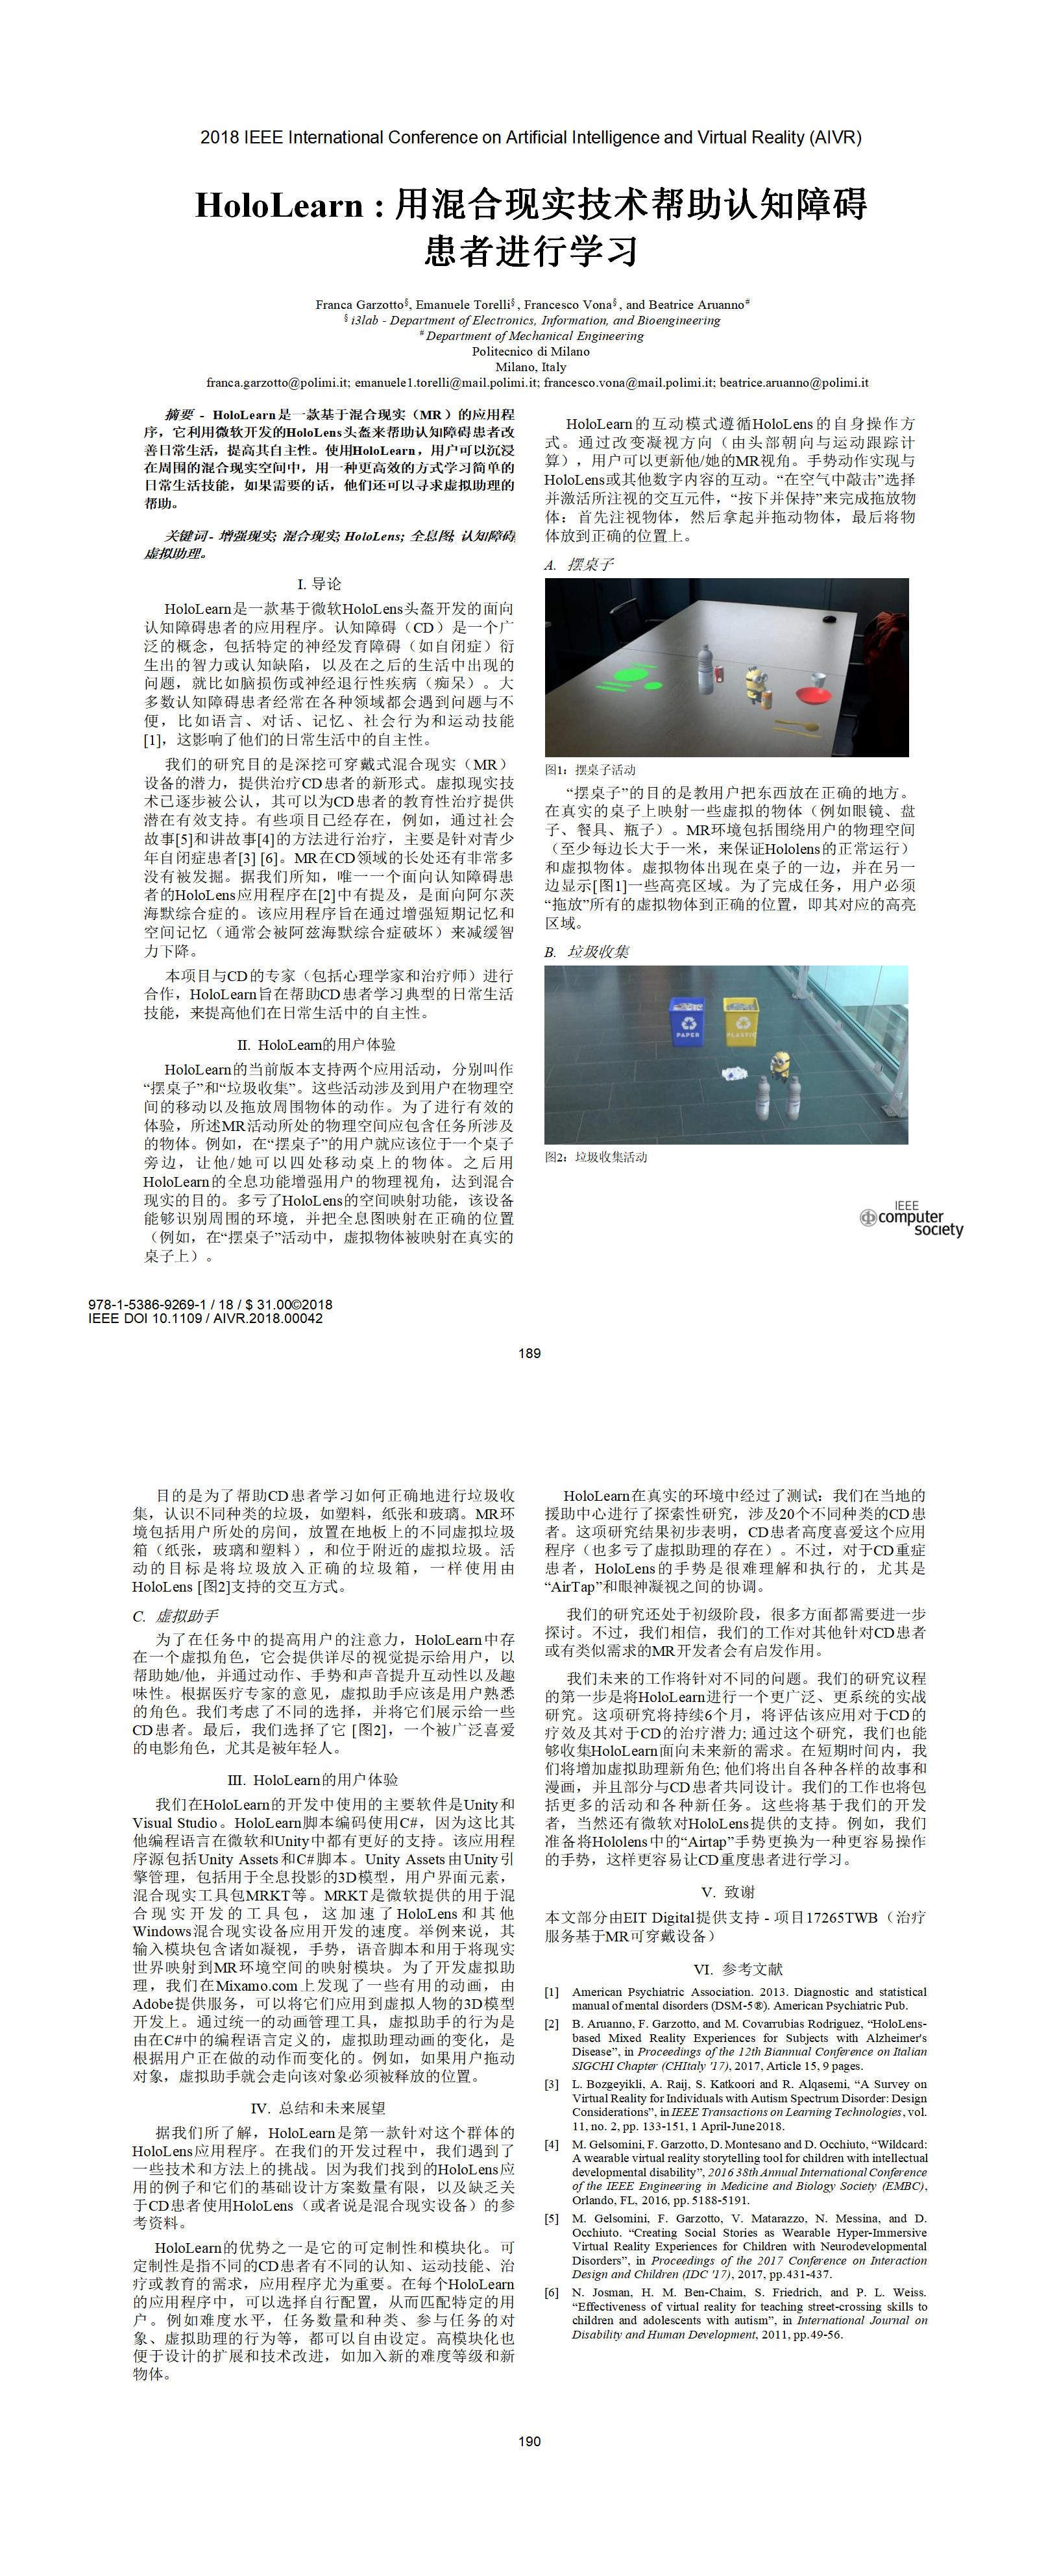 2018 IEEE International Conference on Artificial Intelligence and Virtual Reality (AIVR)
HoloLearn : 用混合现实技术帮助认知障碍
患者进行学习
Franca Garzotto§, Emanuele Torelli§, Francesco Vona§, and Beatrice Aruanno#
§ i3lab - Department of Electronics, Information, and Bioengineering
# Department of Mechanical Engineering
Politecnico di Milano
Milano, Italy
franca.garzotto@polimi.it; emanuele1.torelli@mail.polimi.it; francesco.vona@mail.polimi.it; beatrice.aruanno@polimi.it
摘要 - HoloLearn是一款基于混合现实（MR）的应用程
序，它利用微软开发的HoloLens头盔来帮助认知障碍患者改
善日常生活，提高其自主性。使用HoloLearn，用户可以沉浸
在周围的混合现实空间中，用一种更高效的方式学习简单的
日常生活技能，如果需要的话，他们还可以寻求虚拟助理的
帮助。
关键词 - 增强现实; 混合现实; HoloLens; 全息图; 认知障碍;
虚拟助理。
I. 导论
HoloLearn是一款基于微软HoloLens头盔开发的面向
认知障碍患者的应用程序。认知障碍（CD）是一个广
泛的概念，包括特定的神经发育障碍（如自闭症）衍
生出的智力或认知缺陷，以及在之后的生活中出现的
问题，就比如脑损伤或神经退行性疾病（痴呆）。大
多数认知障碍患者经常在各种领域都会遇到问题与不
便，比如语言、对话、记忆、社会行为和运动技能
[1]，这影响了他们的日常生活中的自主性。
我们的研究目的是深挖可穿戴式混合现实（MR）
设备的潜力，提供治疗CD患者的新形式。虚拟现实技
术已逐步被公认，其可以为CD患者的教育性治疗提供
潜在有效支持。有些项目已经存在，例如，通过社会
故事[5]和讲故事[4]的方法进行治疗，主要是针对青少
年自闭症患者[3] [6]。MR在CD领域的长处还有非常多
没有被发掘。据我们所知，唯一一个面向认知障碍患
者的HoloLens应用程序在[2]中有提及，是面向阿尔茨
海默综合症的。该应用程序旨在通过增强短期记忆和
空间记忆（通常会被阿兹海默综合症破坏）来减缓智
力下降。
本项目与CD的专家（包括心理学家和治疗师）进行
合作，HoloLearn旨在帮助CD患者学习典型的日常生活
技能，来提高他们在日常生活中的自主性。
II. HoloLearn的用户体验
HoloLearn的当前版本支持两个应用活动，分别叫作
“摆桌子”和“垃圾收集”。这些活动涉及到用户在物理空
间的移动以及拖放周围物体的动作。为了进行有效的
体验，所述MR活动所处的物理空间应包含任务所涉及
的物体。例如，在“摆桌子”的用户就应该位于一个桌子
旁边，让他/她可以四处移动桌上的物体。之后用
HoloLearn的全息功能增强用户的物理视角，达到混合
现实的目的。多亏了HoloLens的空间映射功能，该设备
能够识别周围的环境，并把全息图映射在正确的位置
（例如，在“摆桌子”活动中，虚拟物体被映射在真实的
桌子上）。
HoloLearn的互动模式遵循HoloLens的自身操作方
式。通过改变凝视方向（由头部朝向与运动跟踪计
算），用户可以更新他/她的MR视角。手势动作实现与
HoloLens或其他数字内容的互动。“在空气中敲击”选择
并激活所注视的交互元件，“按下并保持”来完成拖放物
体：首先注视物体，然后拿起并拖动物体，最后将物
体放到正确的位置上。
A. 摆桌子
图1：摆桌子活动
“摆桌子”的目的是教用户把东西放在正确的地方。
在真实的桌子上映射一些虚拟的物体（例如眼镜、盘
子、餐具、瓶子）。MR环境包括围绕用户的物理空间
（至少每边长大于一米，来保证Hololens的正常运行）
和虚拟物体。虚拟物体出现在桌子的一边，并在另一
边显示[图1]一些高亮区域。为了完成任务，用户必须
“拖放”所有的虚拟物体到正确的位置，即其对应的高亮
区域。
B. 垃圾收集
PAPER
PLASTIC
图2：垃圾收集活动
IEEE
computer
society
978-1-5386-9269-1 / 18 / $ 31.00©2018
IEEE DOI 10.1109 / AIVR.2018.00042
189
目的是为了帮助CD患者学习如何正确地进行垃圾收
集，认识不同种类的垃圾，如塑料，纸张和玻璃。MR环
境包括用户所处的房间，放置在地板上的不同虚拟垃圾
箱（纸张，玻璃和塑料），和位于附近的虚拟垃圾。活
动的目标是将垃圾放入正确的垃圾箱，一样使用由
HoloLens [图2]支持的交互方式。
C. 虚拟助手
为了在任务中的提高用户的注意力，HoloLearn中存
在一个虚拟角色，它会提供详尽的视觉提示给用户，以
帮助她/他，并通过动作、手势和声音提升互动性以及趣
味性。根据医疗专家的意见，虚拟助手应该是用户熟悉
的角色。我们考虑了不同的选择，并将它们展示给一些
CD患者。最后，我们选择了它 [图2]，一个被广泛喜爱
的电影角色，尤其是被年轻人。
III. HoloLearn的用户体验
我们在HoloLearn的开发中使用的主要软件是Unity和
Visual Studio。HoloLearn脚本编码使用C#，因为这比其
他编程语言在微软和Unity中都有更好的支持。该应用程
序源包括Unity Assets和C#脚本。Unity Assets由Unity引
擎管理，包括用于全息投影的3D模型，用户界面元素，
混合现实工具包MRKT等。MRKT是微软提供的用于混
合现实开发的工具包，这加速了HoloLens和其他
Windows混合现实设备应用开发的速度。举例来说，其
输入模块包含诸如凝视，手势，语音脚本和用于将现实
世界映射到MR环境空间的映射模块。为了开发虚拟助
理，我们在Mixamo.com上发现了一些有用的动画，由
Adobe提供服务，可以将它们应用到虚拟人物的3D模型
开发上。通过统一的动画管理工具，虚拟助手的行为是
由在C#中的编程语言定义的，虚拟助理动画的变化，是
根据用户正在做的动作而变化的。例如，如果用户拖动
对象，虚拟助手就会走向该对象必须被释放的位置。
IV. 总结和未来展望
据我们所了解，HoloLearn是第一款针对这个群体的
HoloLens应用程序。在我们的开发过程中，我们遇到了
一些技术和方法上的挑战。因为我们找到的HoloLens应
用的例子和它们的基础设计方案数量有限，以及缺乏关
于CD患者使用HoloLens（或者说是混合现实设备）的参
考资料。
HoloLearn的优势之一是它的可定制性和模块化。可
定制性是指不同的CD患者有不同的认知、运动技能、治
疗或教育的需求，应用程序尤为重要。在每个HoloLearn
的应用程序中，可以选择自行配置，从而匹配特定的用
户。例如难度水平，任务数量和种类、参与任务的对
象、虚拟助理的行为等，都可以自由设定。高模块化也
便于设计的扩展和技术改进，如加入新的难度等级和新
物体。
HoloLearn在真实的环境中经过了测试：我们在当地的
援助中心进行了探索性研究，涉及20个不同种类的CD患
者。这项研究结果初步表明，CD患者高度喜爱这个应用
程序（也多亏了虚拟助理的存在）。不过，对于CD重症
患者，HoloLens的手势是很难理解和执行的，尤其是
“AirTap”和眼神凝视之间的协调。
我们的研究还处于初级阶段，很多方面都需要进一步
探讨。不过，我们相信，我们的工作对其他针对CD患者
或有类似需求的MR开发者会有启发作用。
我们未来的工作将针对不同的问题。我们的研究议程
的第一步是将HoloLearn进行一个更广泛、更系统的实战
研究。这项研究将持续6个月，将评估该应用对于CD的
疗效及其对于CD的治疗潜力; 通过这个研究，我们也能
够收集HoloLearn面向未来新的需求。在短期时间内，我
们将增加虚拟助理新角色; 他们将出自各种各样的故事和
漫画，并且部分与CD患者共同设计。我们的工作也将包
括更多的活动和各种新任务。这些将基于我们的开发
者，当然还有微软对HoloLens提供的支持。例如，我们
准备将Hololens中的“Airtap”手势更换为一种更容易操作
的手势，这样更容易让CD重度患者进行学习。
V. 致谢
本文部分由EIT Digital提供支持 - 项目17265TWB（治疗
服务基于MR可穿戴设备）
VI. 参考文献
[1] American Psychiatric Association. 2013. Diagnostic and statistical
manual of mental disorders (DSM-5®). American Psychiatric Pub.
[2] B. Aruanno, F. Garzotto, and M. Covarrubias Rodriguez, “HoloLens-
based Mixed Reality Experiences for Subjects with Alzheimer's
Disease”, in Proceedings of the 12th Biannual Conference on Italian
SIGCHI Chapter (CHItaly '17), 2017, Article 15, 9 pages.
[3] L. Bozgeyikli, A. Raij, S. Katkoori and R. Alqasemi, “A Survey on
Virtual Reality for Individuals with Autism Spectrum Disorder: Design
Considerations”, in IEEE Transactions on Learning Technologies, vol.
11, no. 2, pp. 133-151, 1 April-June2018.
[4] M. Gelsomini, F. Garzotto, D. Montesano and D. Occhiuto, “Wildcard:
A wearable virtual reality storytelling tool for children with intellectual
developmental disability”, 2016 38th Annual International Conference
of the IEEE Engineering in Medicine and Biology Society (EMBC),
Orlando, FL, 2016, pp. 5188-5191.
[5] M. Gelsomini, F. Garzotto, V. Matarazzo, N. Messina, and D.
Occhiuto. “Creating Social Stories as Wearable Hyper-Immersive
Virtual Reality Experiences for Children with Neurodevelopmental
Disorders”, in Proceedings of the 2017 Conference on Interaction
Design and Children (IDC '17), 2017, pp.431-437.
[6] N. Josman, H. M. Ben-Chaim, S. Friedrich, and P. L. Weiss.
“Effectiveness of virtual reality for teaching street-crossing skills to
children and adolescents with autism”, in International Journal on
Disability and Human Development, 2011, pp.49-56.
190